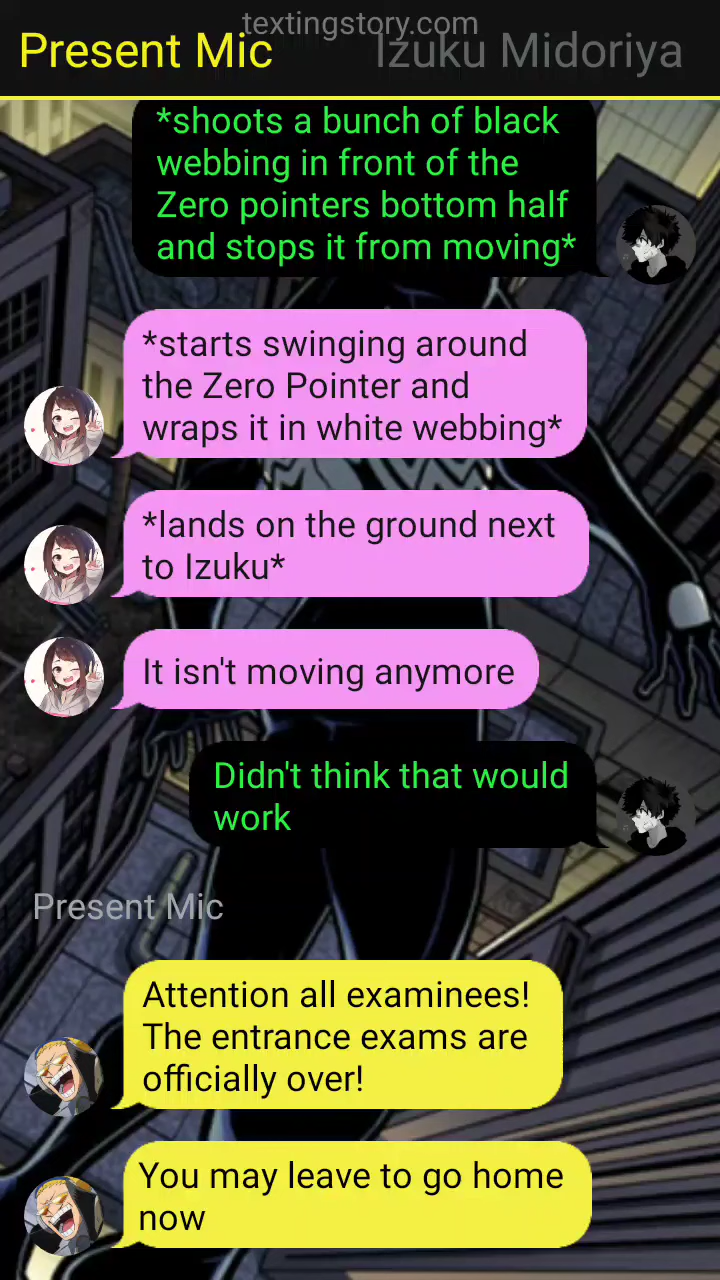 textingstory.com
Present Mic
Izuku Midoriya
*shoots a bunch of black
webbing in front of the
Zero pointers bottom half
and stops it from moving*
*starts swinging around
the Zero Pointer and
wraps it in white webbing*
*lands on the ground next
to Izuku*
It isn't moving anymore
Didn't think that would
work
Present Mic
Attention all examinees!
The entrance exams are
officially over!
You may leave to go home
now